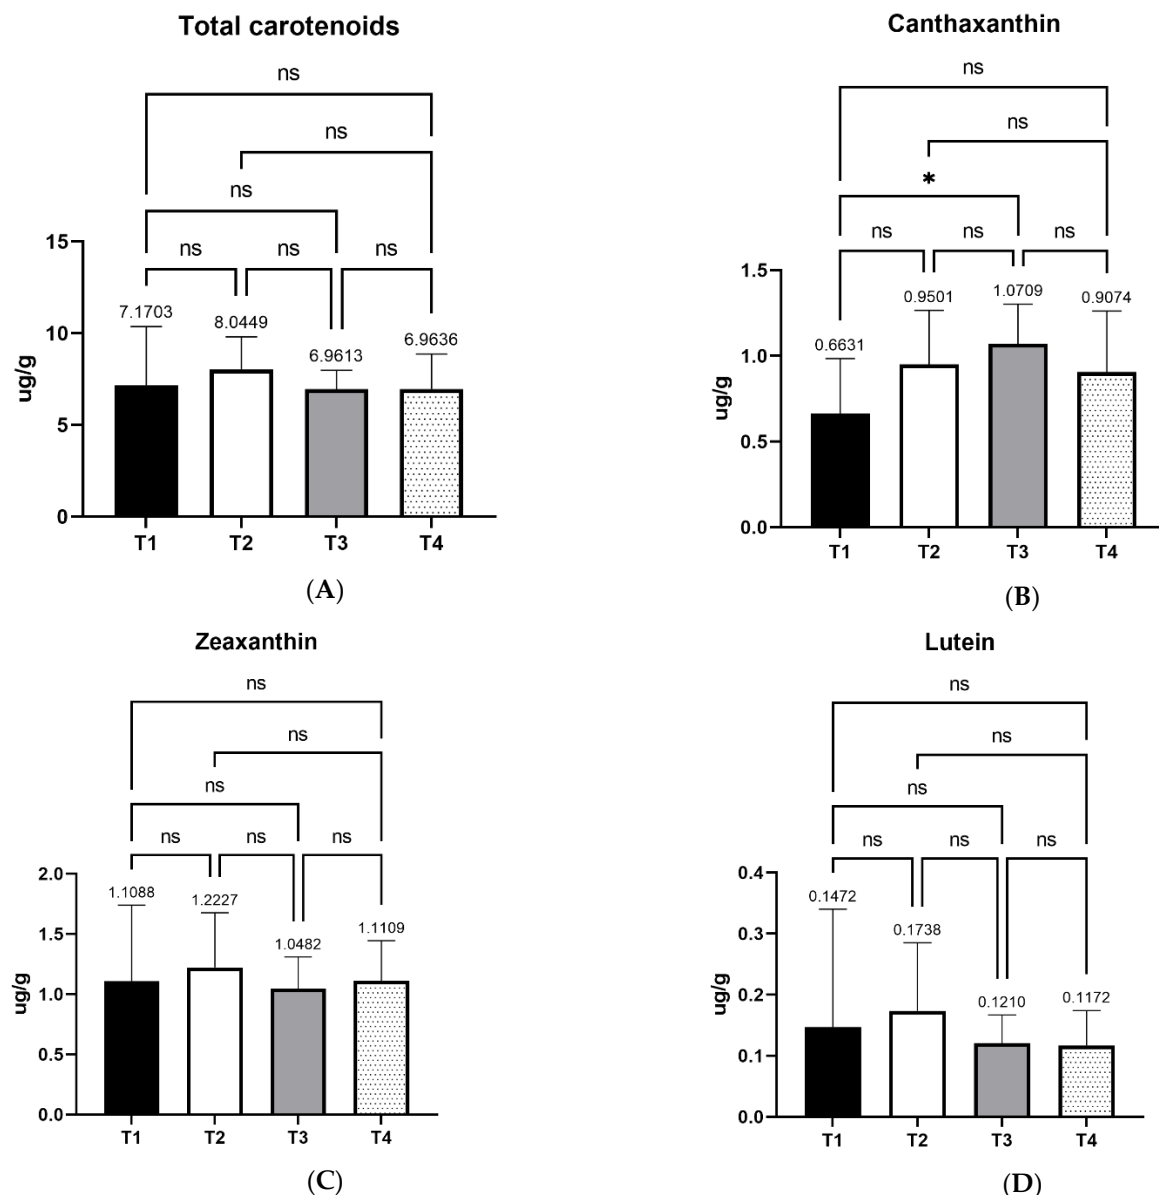 Total carotenoids
ns
ns
ns
ns ns ns
15
10
5
0
ug/g
7.1703 8.0449 6.9613 6.9636
T1 T2 T3 T4
(A)
Canthaxanthin
ns
ns
*
ns ns ns
1.5
1.0
0.5
0.0
ug/g
0.6631 0.9501 1.0709 0.9074
T1 T2 T3 T4
(B)
Zeaxanthin
ns
ns
ns
ns ns ns
2.0
1.5
1.0
0.5
0.0
ug/g
1.1088 1.2227 1.0482 1.1109
T1 T2 T3 T4
(C)
Lutein
ns
ns
ns
ns ns ns
0.4
0.3
0.2
0.1
0.0
ug/g
0.1472 0.1738 0.1210 0.1172
T1 T2 T3 T4
(D)